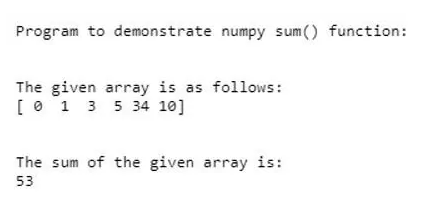 Program to demonstrate numpy sum() function:
The given array is as follows:
[ 0  1  3  5 34 10]
The sum of the given array is:
53